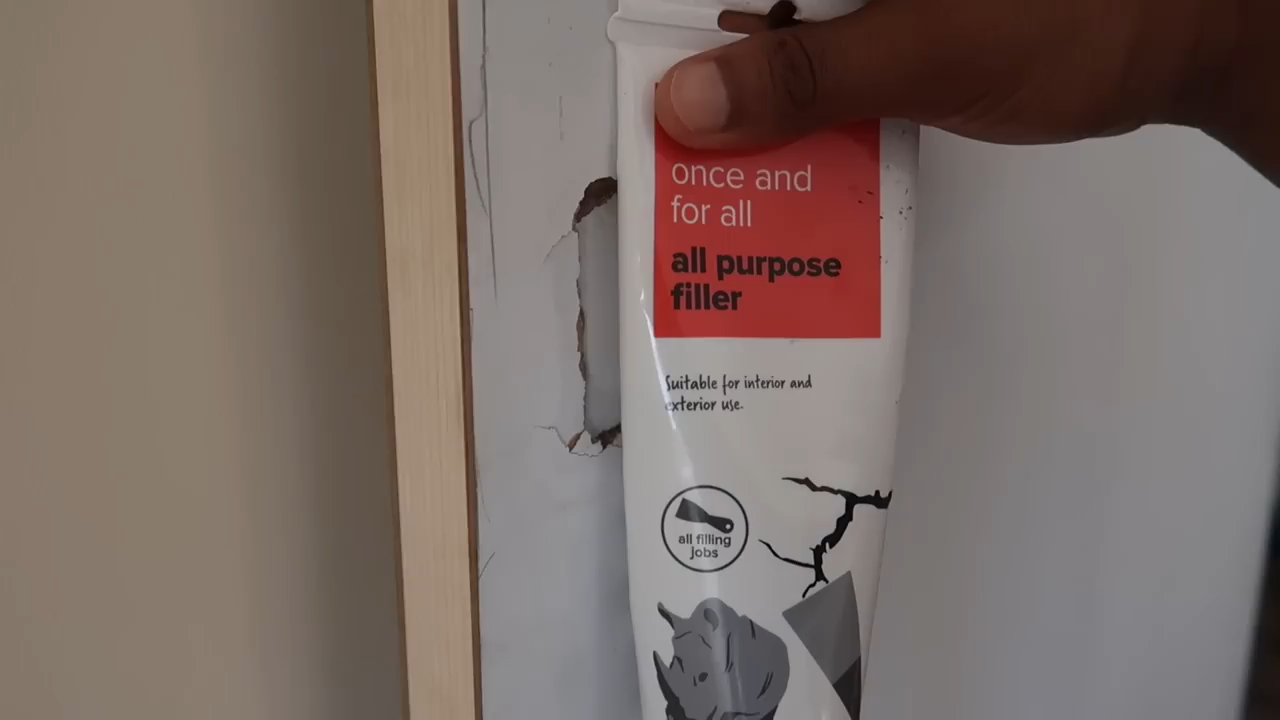 once and
for all
all purpose
filler
Suitable for interior and
exterior use.
all filling
jobs